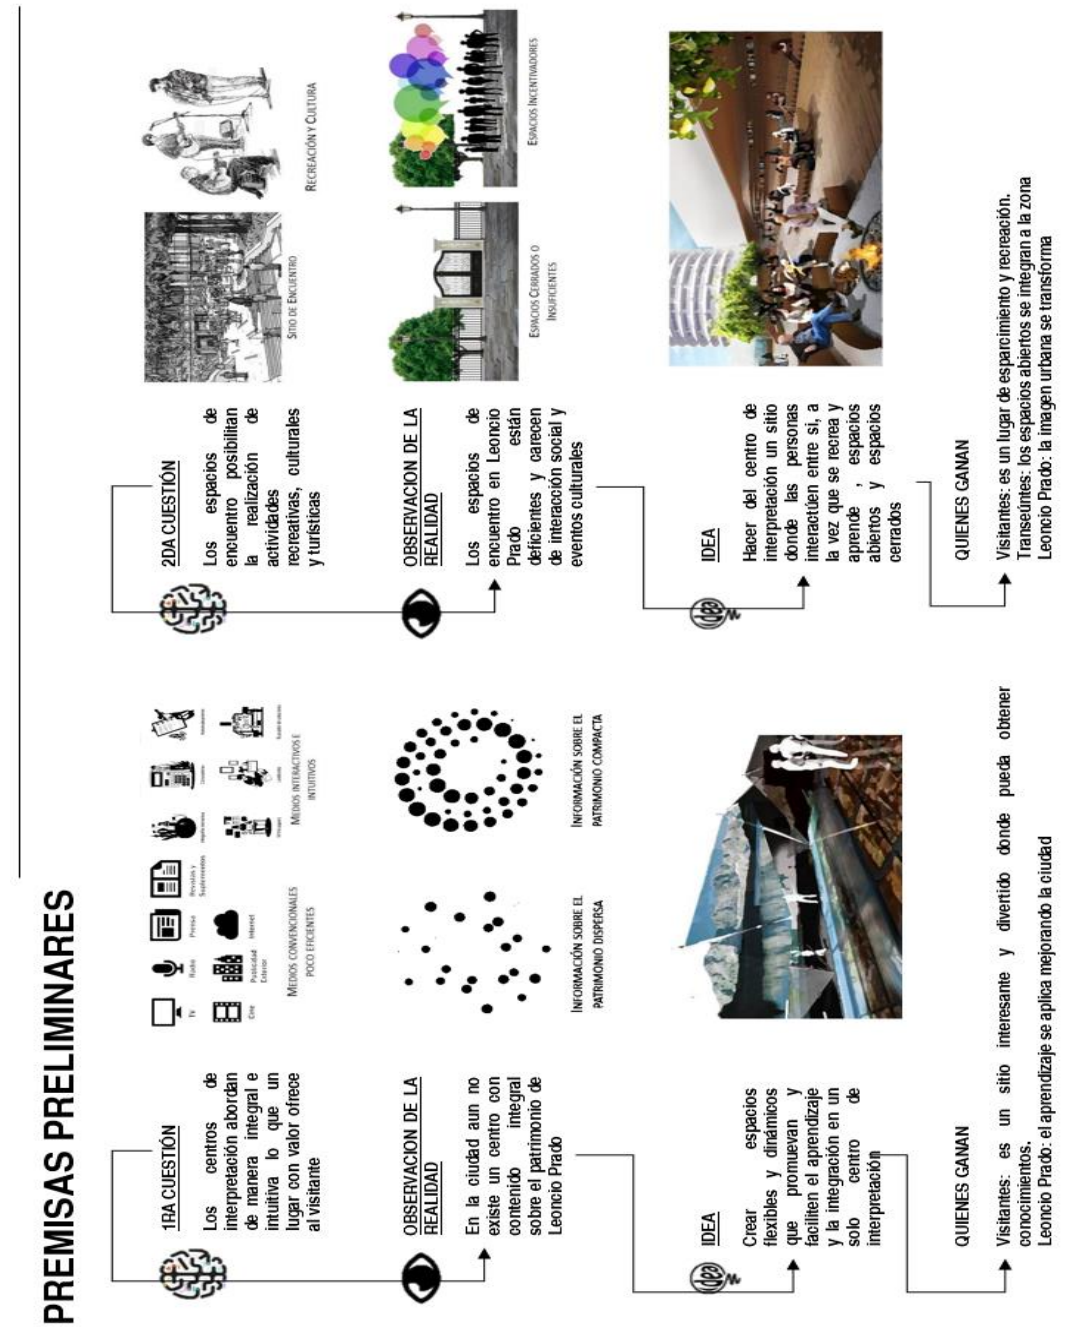 PREMISAS PRELIMINARES
1RA CUESTIÓN
Los centros de
interpretación abordan
de manera integral e
intuitiva lo que un
lugar con valor ofrece
al visitante
TV
Radio
Prensa
Revistas y
Suplementos
Cine
Publicidad
Exterior
Internet
MEDIOS CONVENCIONALES
POCO EFICIENTES
MEDIOS INTERACTIVOS E
INTUITIVOS
OBSERVACION DE LA
REALIDAD
En la ciudad aun no
existe un centro con
contenido integral
sobre el patrimonio de
Leoncio Prado
INFORMACIÓN SOBRE EL
PATRIMONIO DISPERSA
INFORMACIÓN SOBRE EL
PATRIMONIO COMPACTA
idea
IDEA
Crear espacios
flexibles y dinámicos
que promuevan y
faciliten el aprendizaje
y la integración en un
solo centro de
interpretación
QUIENES GANAN
Visitantes: es un sitio interesante y divertido donde pueda obtener
conocimientos.
Leoncio Prado: el aprendizaje se aplica mejorando la ciudad
2DA CUESTIÓN
Los espacios de
encuentro posibilitan
la realización de
actividades
recreativas, culturales
y turísticas
SITIO DE ENCUENTRO
RECREACIÓN Y CULTURA
OBSERVACION DE LA
REALIDAD
Los espacios de
encuentro en Leoncio
Prado están
deficientes y carecen
de interacción social y
eventos culturales
ESPACIOS CERRADOS O
INSUFICIENTES
ESPACIOS INCENTIVADORES
idea
IDEA
Hacer del centro de
interpretación un sitio
donde las personas
interactúen entre si, a
la vez que se recrea y
aprende , espacios
abiertos y espacios
cerrados
QUIENES GANAN
Visitantes: es un lugar de esparcimiento y recreación.
Transeúntes: los espacios abiertos se integran a la zona
Leoncio Prado: la imagen urbana se transforma